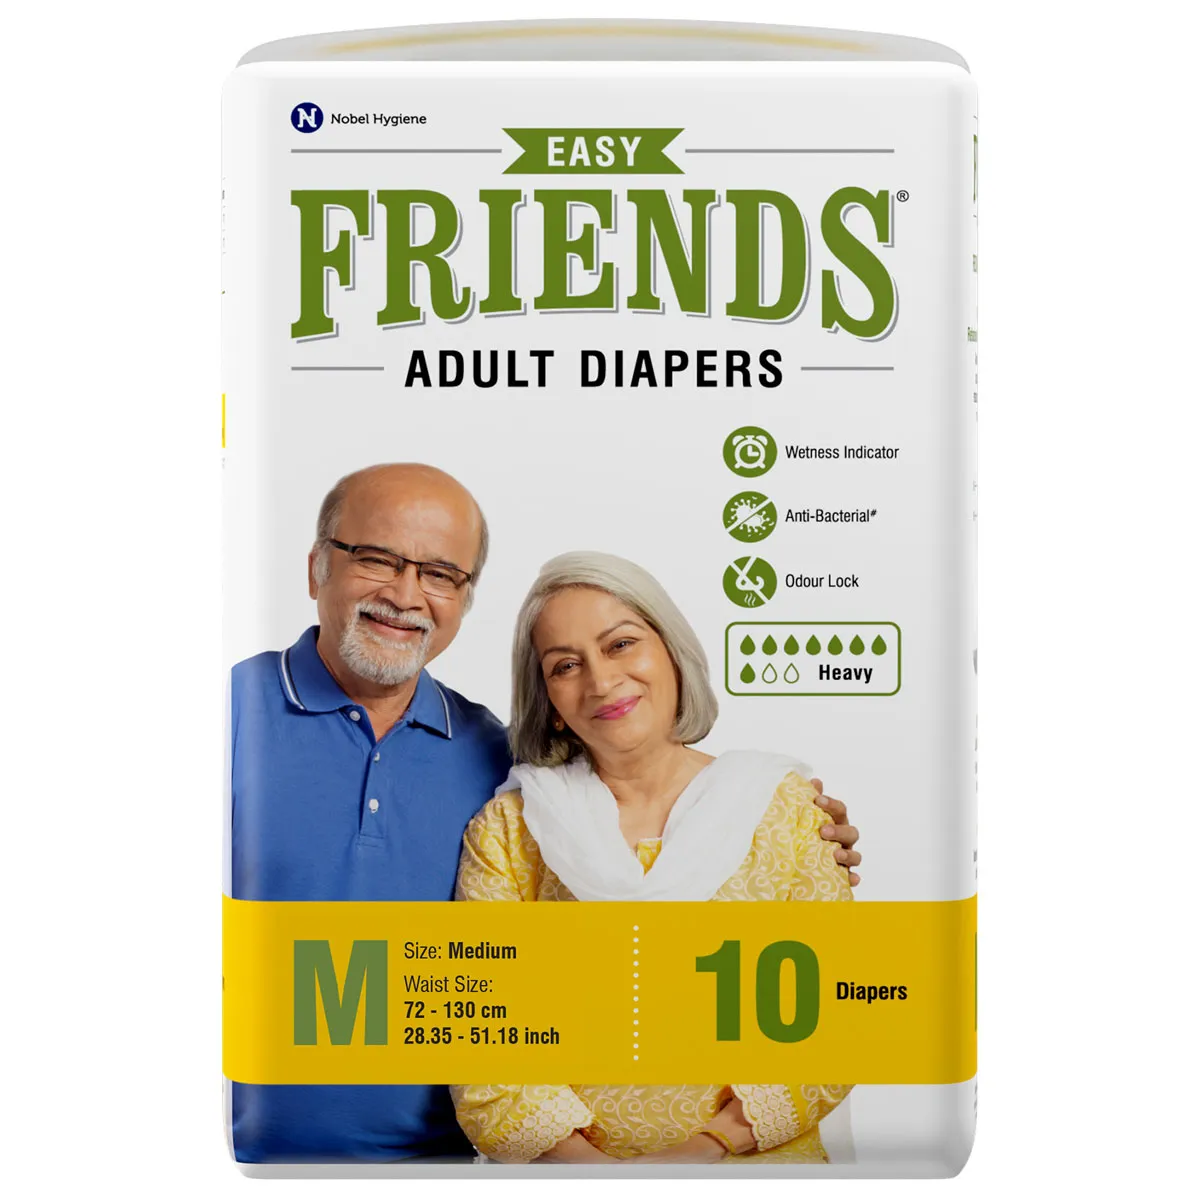 N Nobel Hygiene
EASY
FRIENDS®
ADULT DIAPERS
Wetness Indicator
Anti-Bacterial#
Odour Lock
Heavy
M
Size: Medium
Waist Size:
72 - 130 cm
28.35 - 51.18 inch
10 Diapers